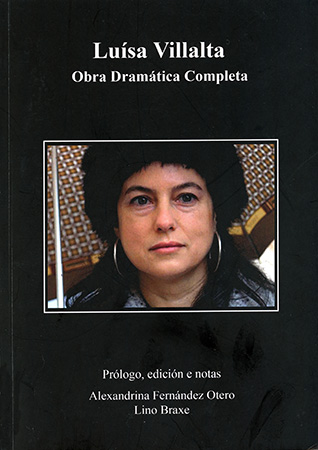 Luísa Villalta
Obra Dramática Completa
Prólogo, edición e notas
Alexandrina Fernández Otero
Lino Braxe